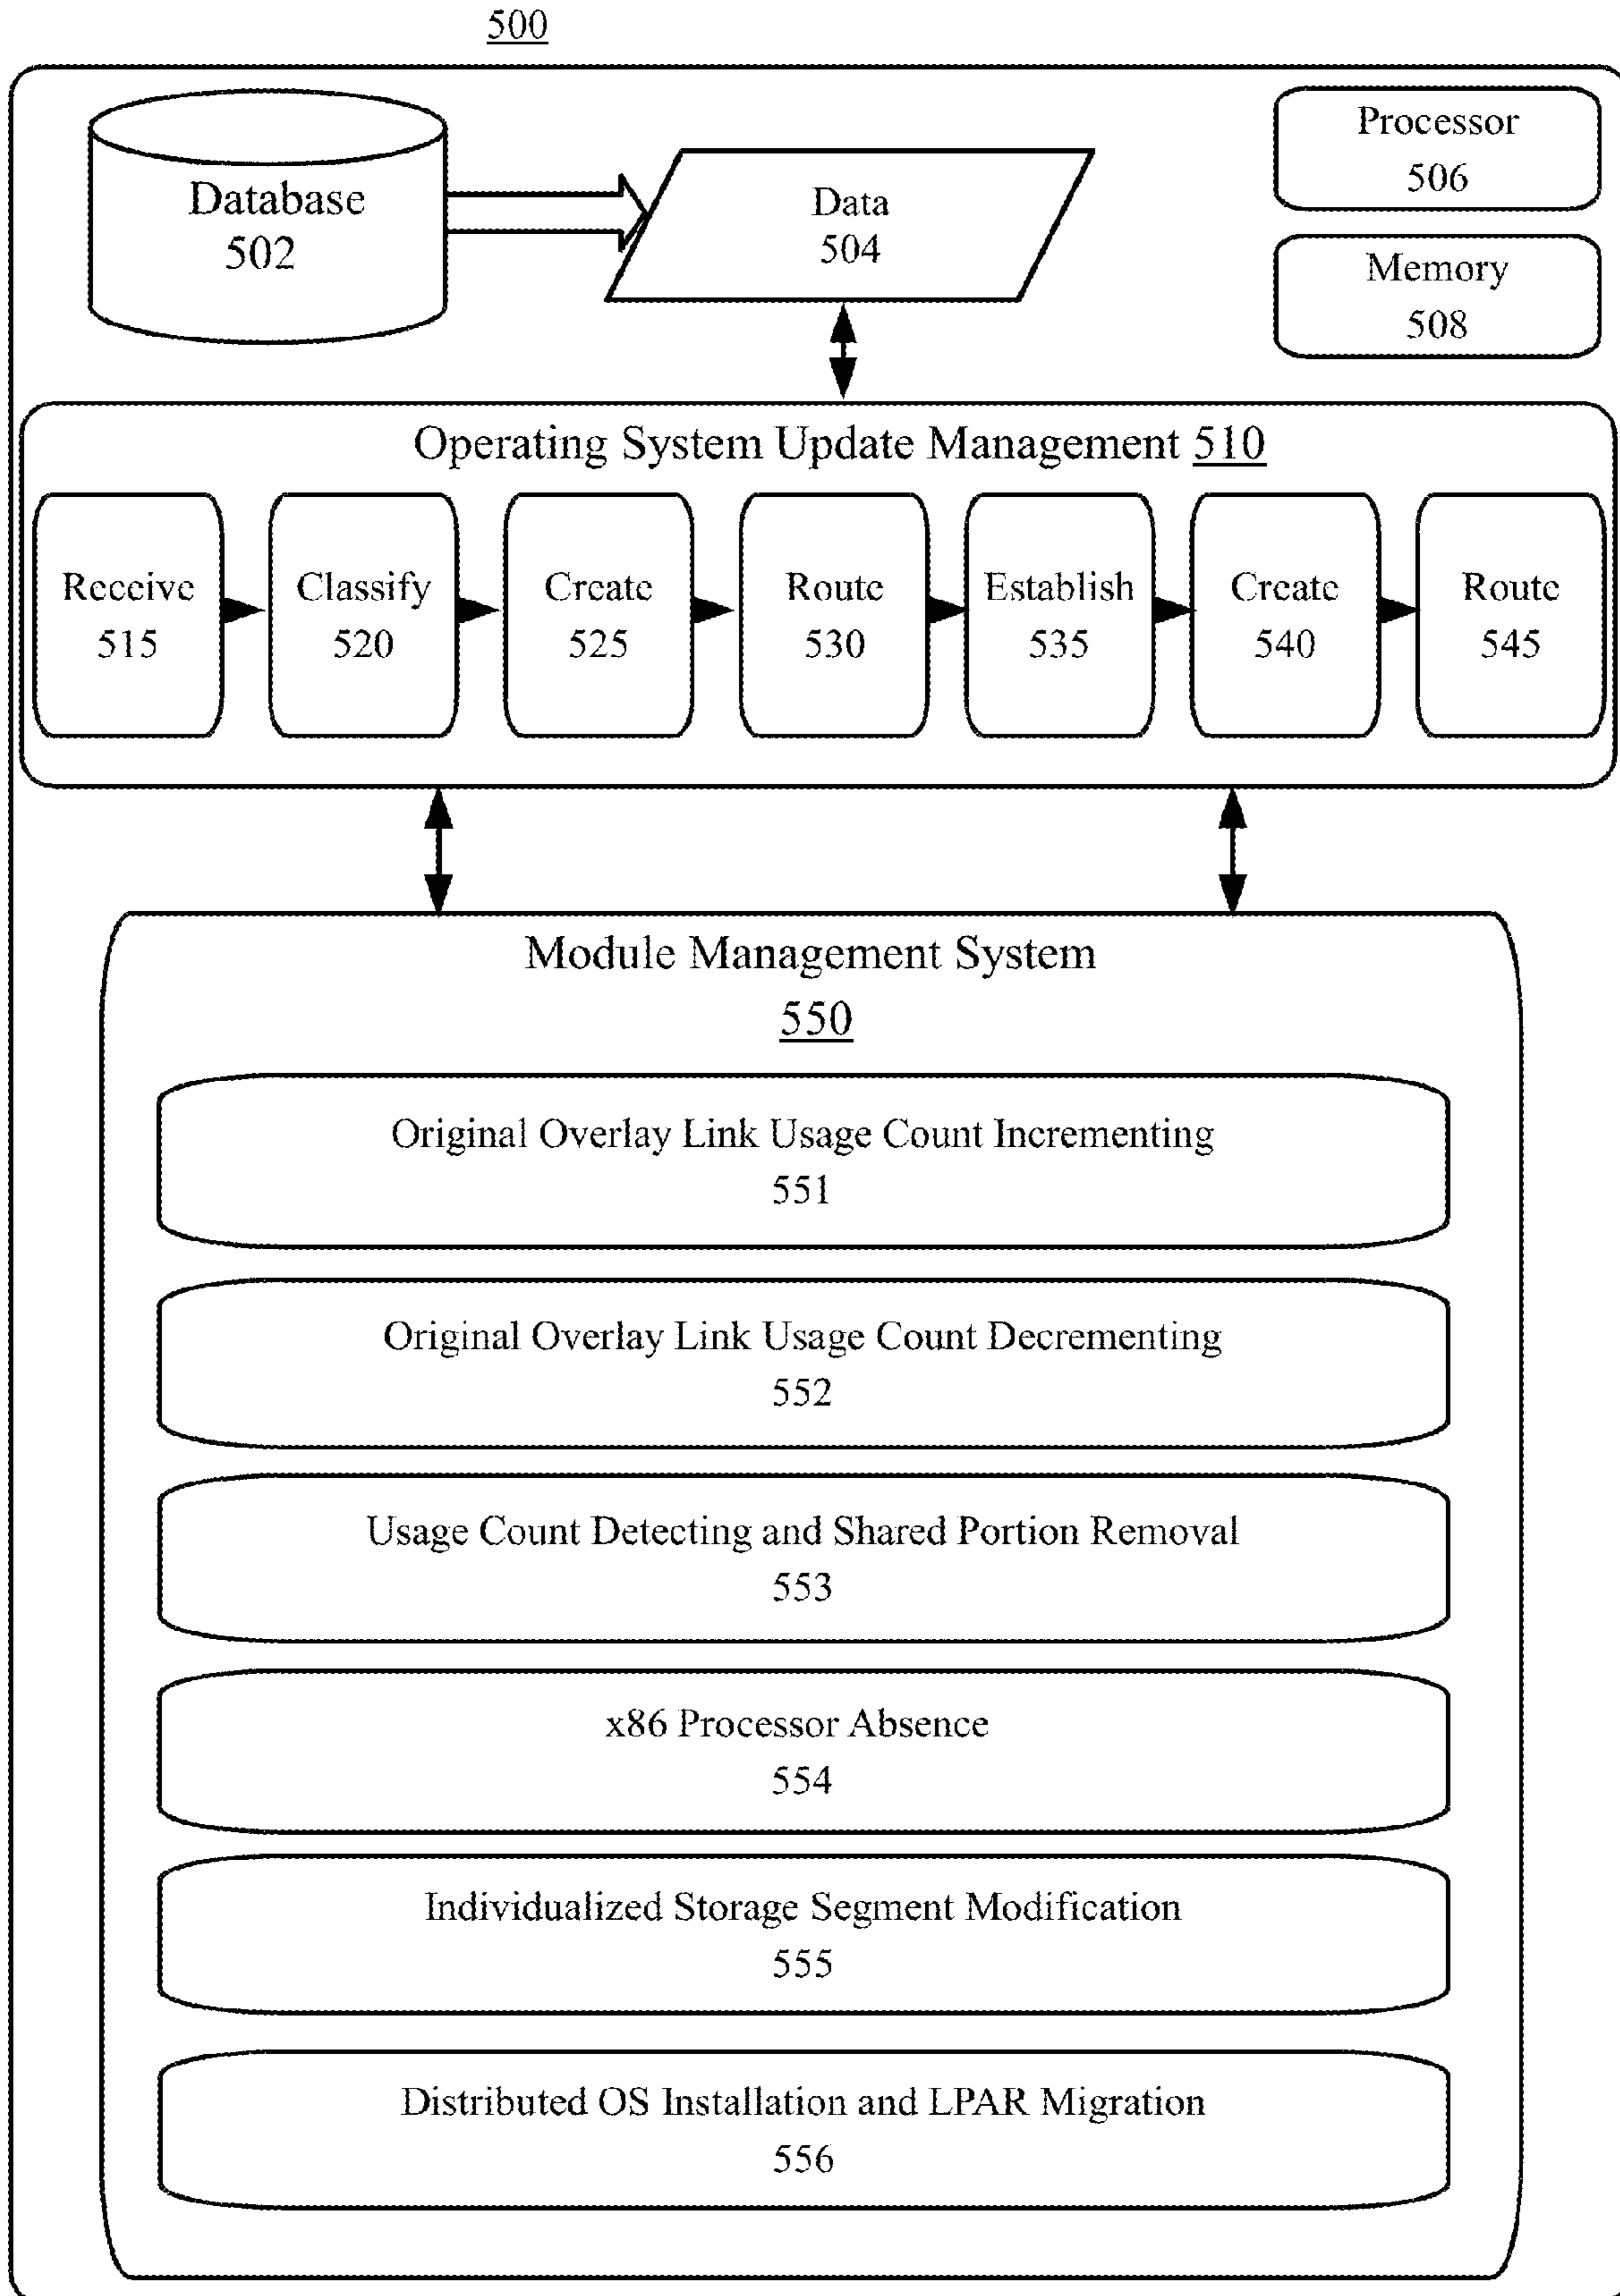 500
Database
502
Data
504
Processor
506
Memory
508
Operating System Update Management 510
Receive
515
Classify
520
Create
525
Route
530
Establish
535
Create
540
Route
545
Module Management System
550
Original Overlay Link Usage Count Incrementing
551
Original Overlay Link Usage Count Decrementing
552
Usage Count Detecting and Shared Portion Removal
553
x86 Processor Absence
554
Individualized Storage Segment Modification
555
Distributed OS Installation and LPAR Migration
556